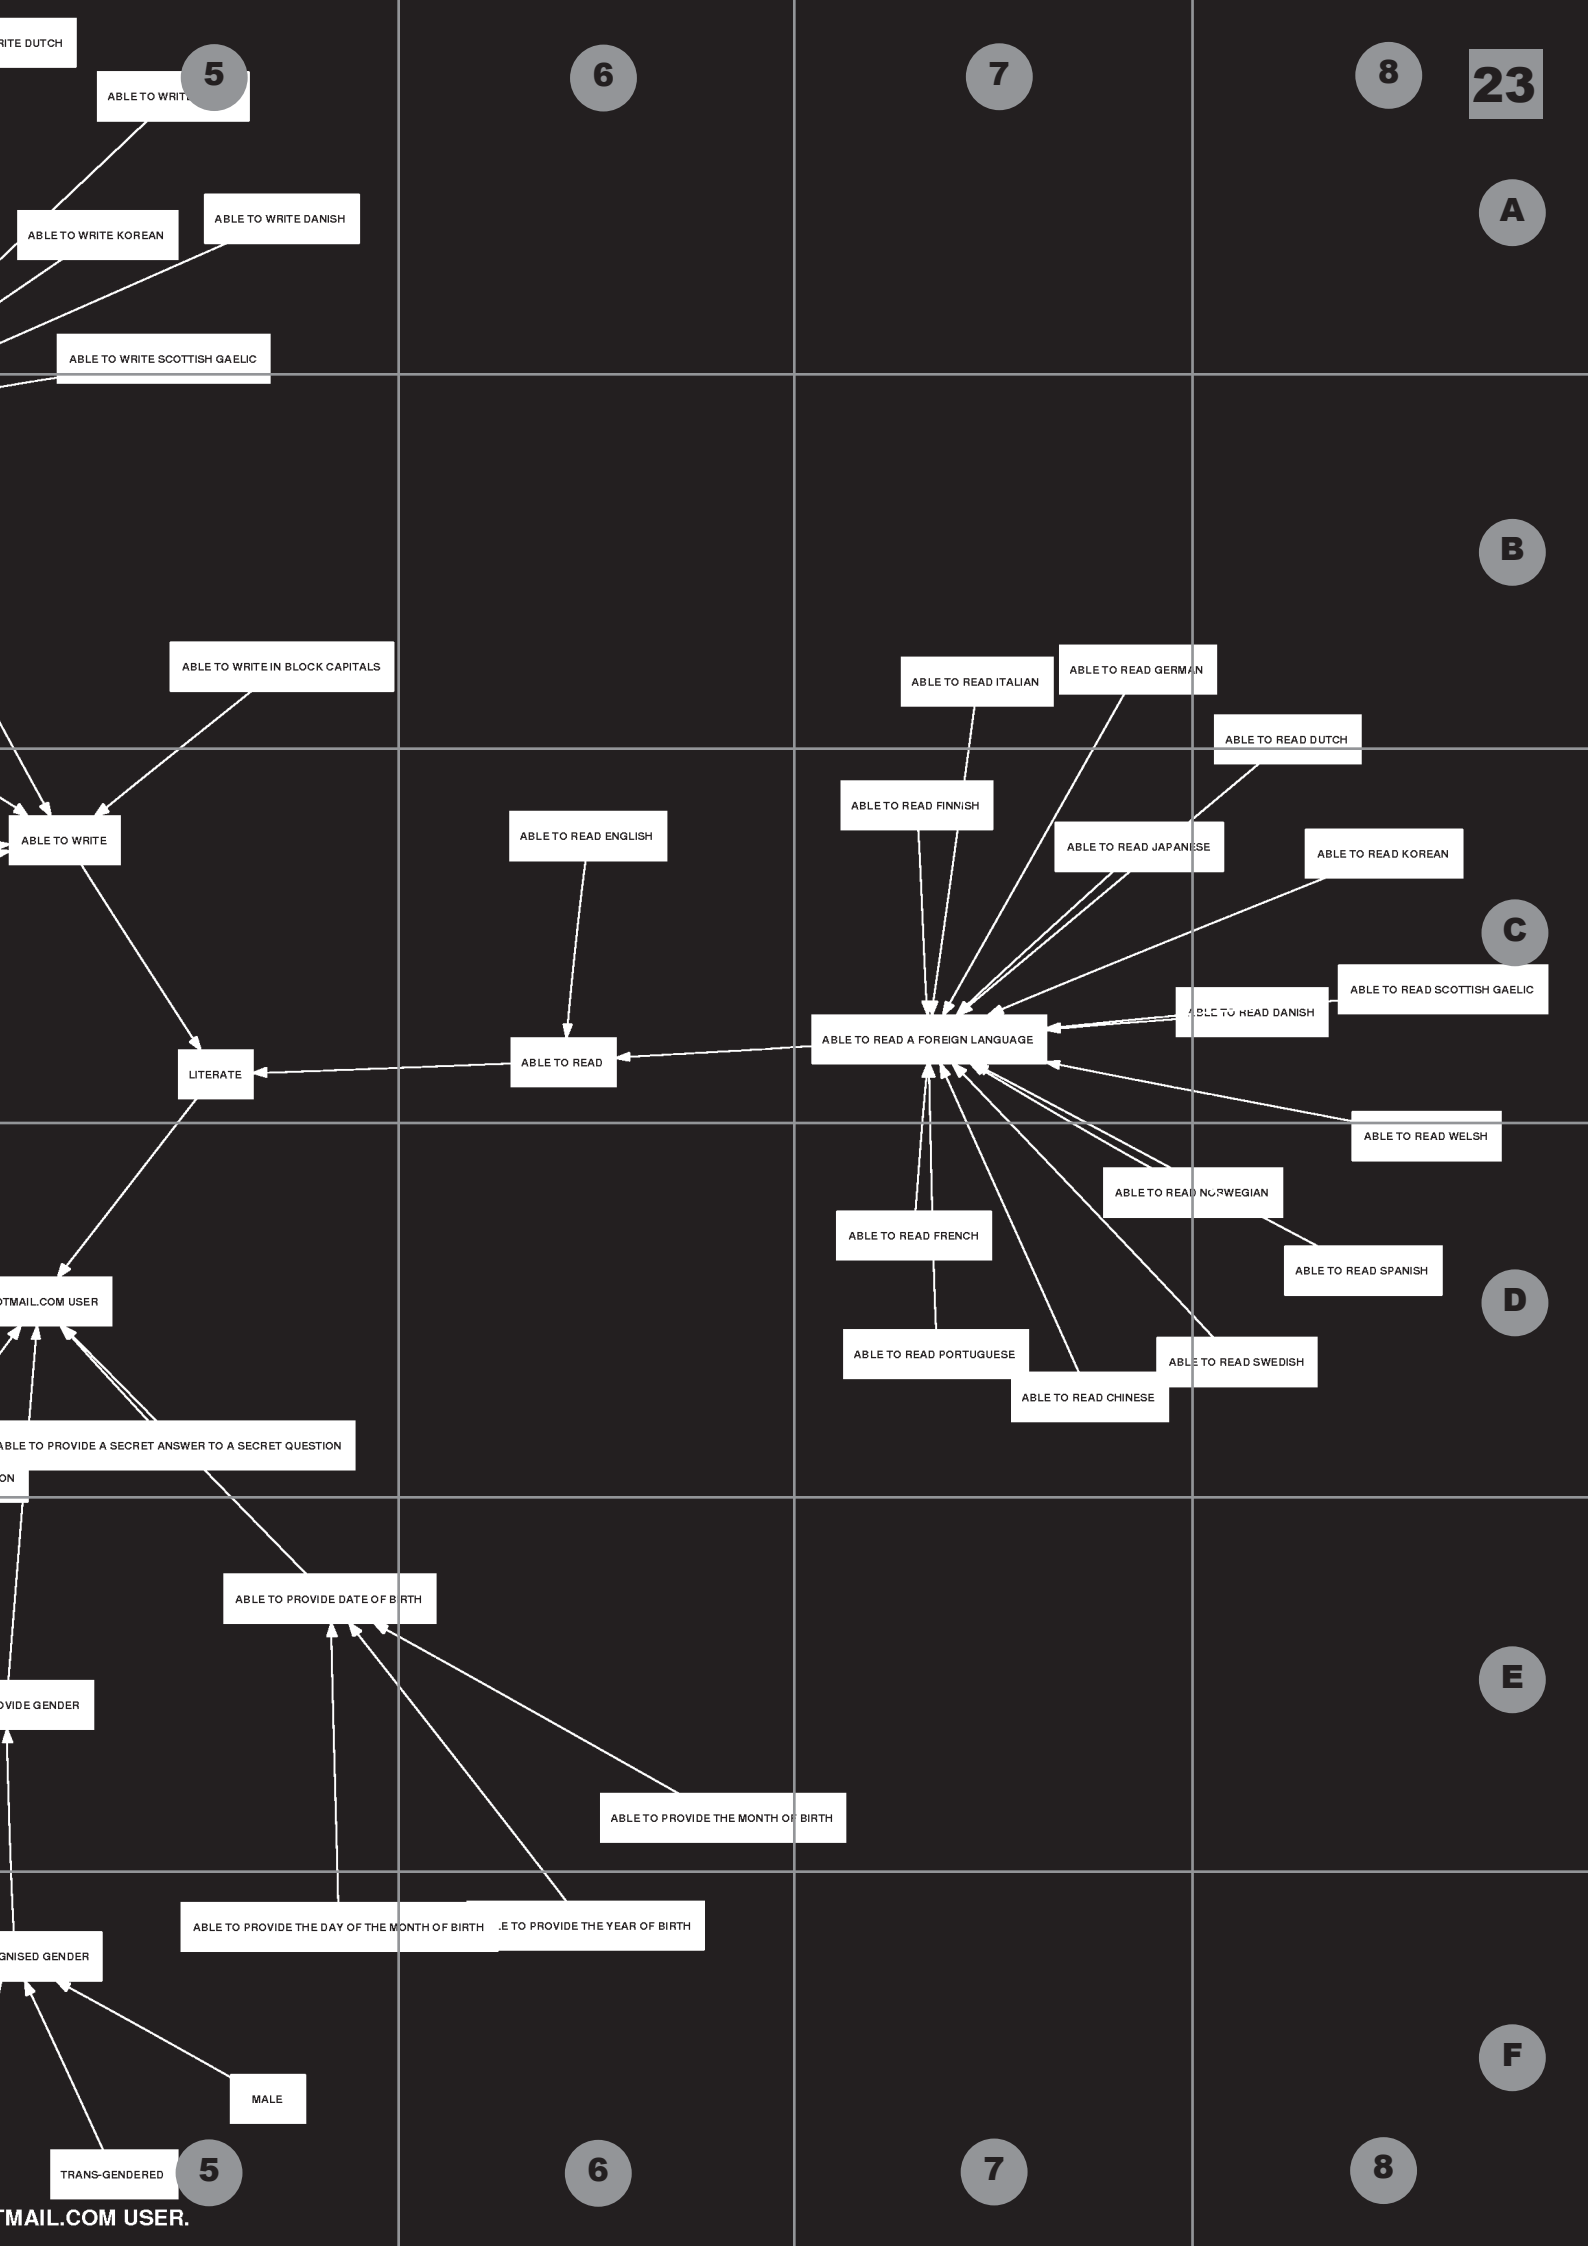 RITE DUTCH
5
6
7
8
23
ABLE TO WRIT
A
ABLE TO WRITE KOREAN
ABLE TO WRITE DANISH
ABLE TO WRITE SCOTTISH GAELIC
B
ABLE TO WRITE IN BLOCK CAPITALS
ABLE TO READ ITALIAN
ABLE TO READ GERMAN
ABLE TO READ DUTCH
ABLE TO READ FINNISH
ABLE TO WRITE
ABLE TO READ ENGLISH
ABLE TO READ JAPANESE
ABLE TO READ KOREAN
C
ABLE TO READ SCOTTISH GAELIC
ABLE TO READ DANISH
ABLE TO READ A FOREIGN LANGUAGE
ABLE TO READ
LITERATE
ABLE TO READ WELSH
ABLE TO READ NORWEGIAN
ABLE TO READ FRENCH
ABLE TO READ SPANISH
OTMAIL.COM USER
D
ABLE TO READ PORTUGUESE
ABLE TO READ SWEDISH
ABLE TO READ CHINESE
ABLE TO PROVIDE A SECRET ANSWER TO A SECRET QUESTION
ON
ABLE TO PROVIDE DATE OF BIRTH
E
OVIDE GENDER
ABLE TO PROVIDE THE MONTH OF BIRTH
ABLE TO PROVIDE THE DAY OF THE MONTH OF BIRTH
LE TO PROVIDE THE YEAR OF BIRTH
GNISED GENDER
F
MALE
TRANS-GENDERED
5
6
7
8
TMAIL.COM USER.